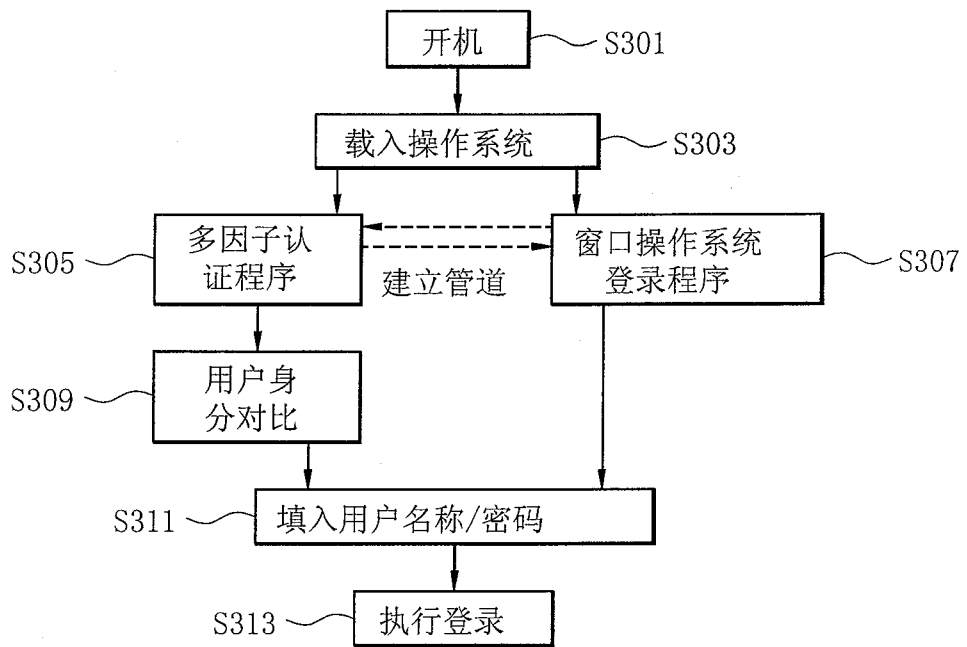 开机
S301
载入操作系统
S303
多因子认
证程序
S305
建立管道
窗口操作系统
登录程序
S307
用户身
分对比
S309
填入用户名称/密码
S311
执行登录
S313